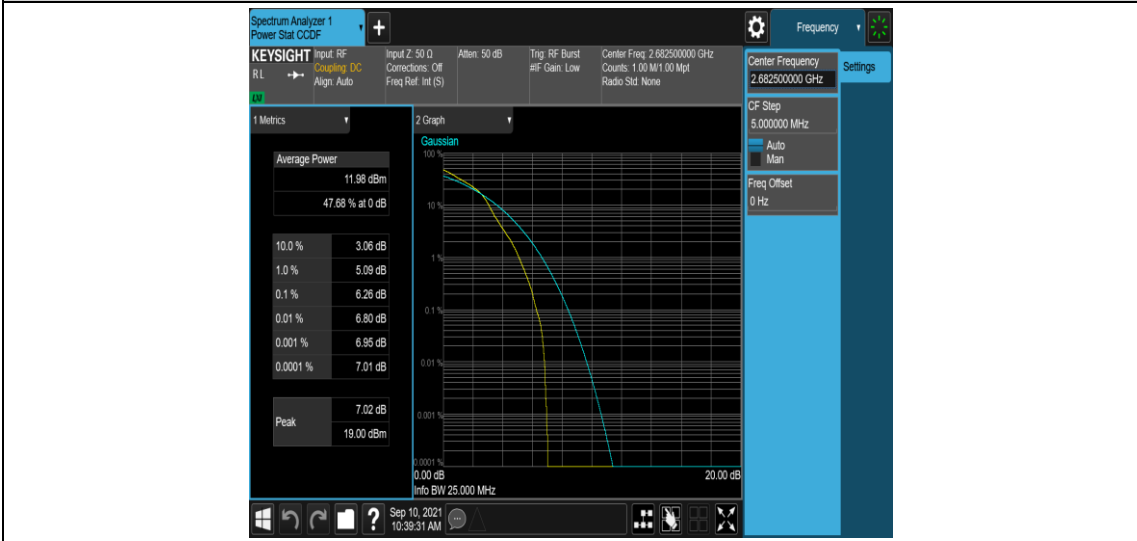 Spectrum Analyzer 1
Power Stat CCDF
+
Frequency
KEYSIGHT
RL
LM
Input: RF
Coupling: DC
Align: Auto
Input Z: 50 Ω
Corrections: Off
Freq Ref: Int (S)
Atten: 50 dB
Trig: RF Burst
#IF Gain: Low
Center Freq: 2.682500000 GHz
Counts: 1.00 M/1.00 Mpt
Radio Std: None
Center Frequency
2.682500000 GHz
Settings
CF Step
5.000000 MHz
Auto
Man
Freq Offset
0 Hz
1 Metrics
Average Power
11.98 dBm
47.68 % at 0 dB
10.0 % 3.06 dB
1.0 % 5.09 dB
0.1 % 6.26 dB
0.01 % 6.80 dB
0.001 % 6.95 dB
0.0001 % 7.01 dB
Peak
7.02 dB
19.00 dBm
2 Graph
Gaussian
100 %
10 %
1 %
0.1 %
0.01 %
0.001 %
0.0001 %
0.00 dB 20.00 dB
Info BW 25.000 MHz
?
Sep 10, 2021
10:39:31 AM